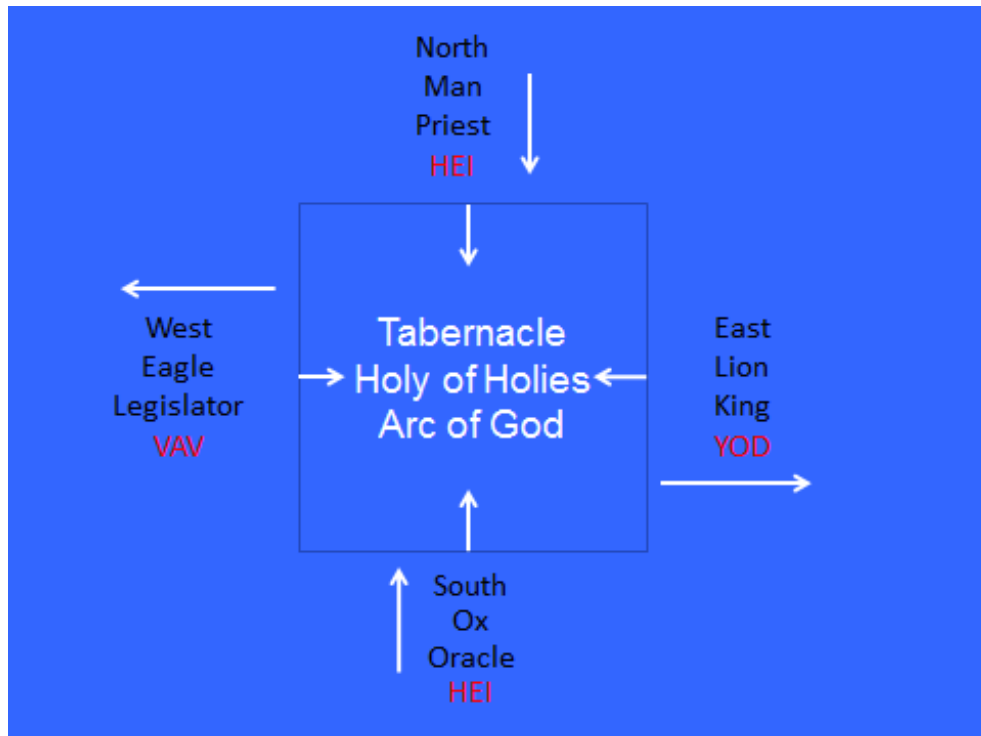 North
Man
Priest
HEI
West
Eagle
Legislator
VAV
Tabernacle
Holy of Holies
Arc of God
East
Lion
King
YOD
South
Ox
Oracle
HEI